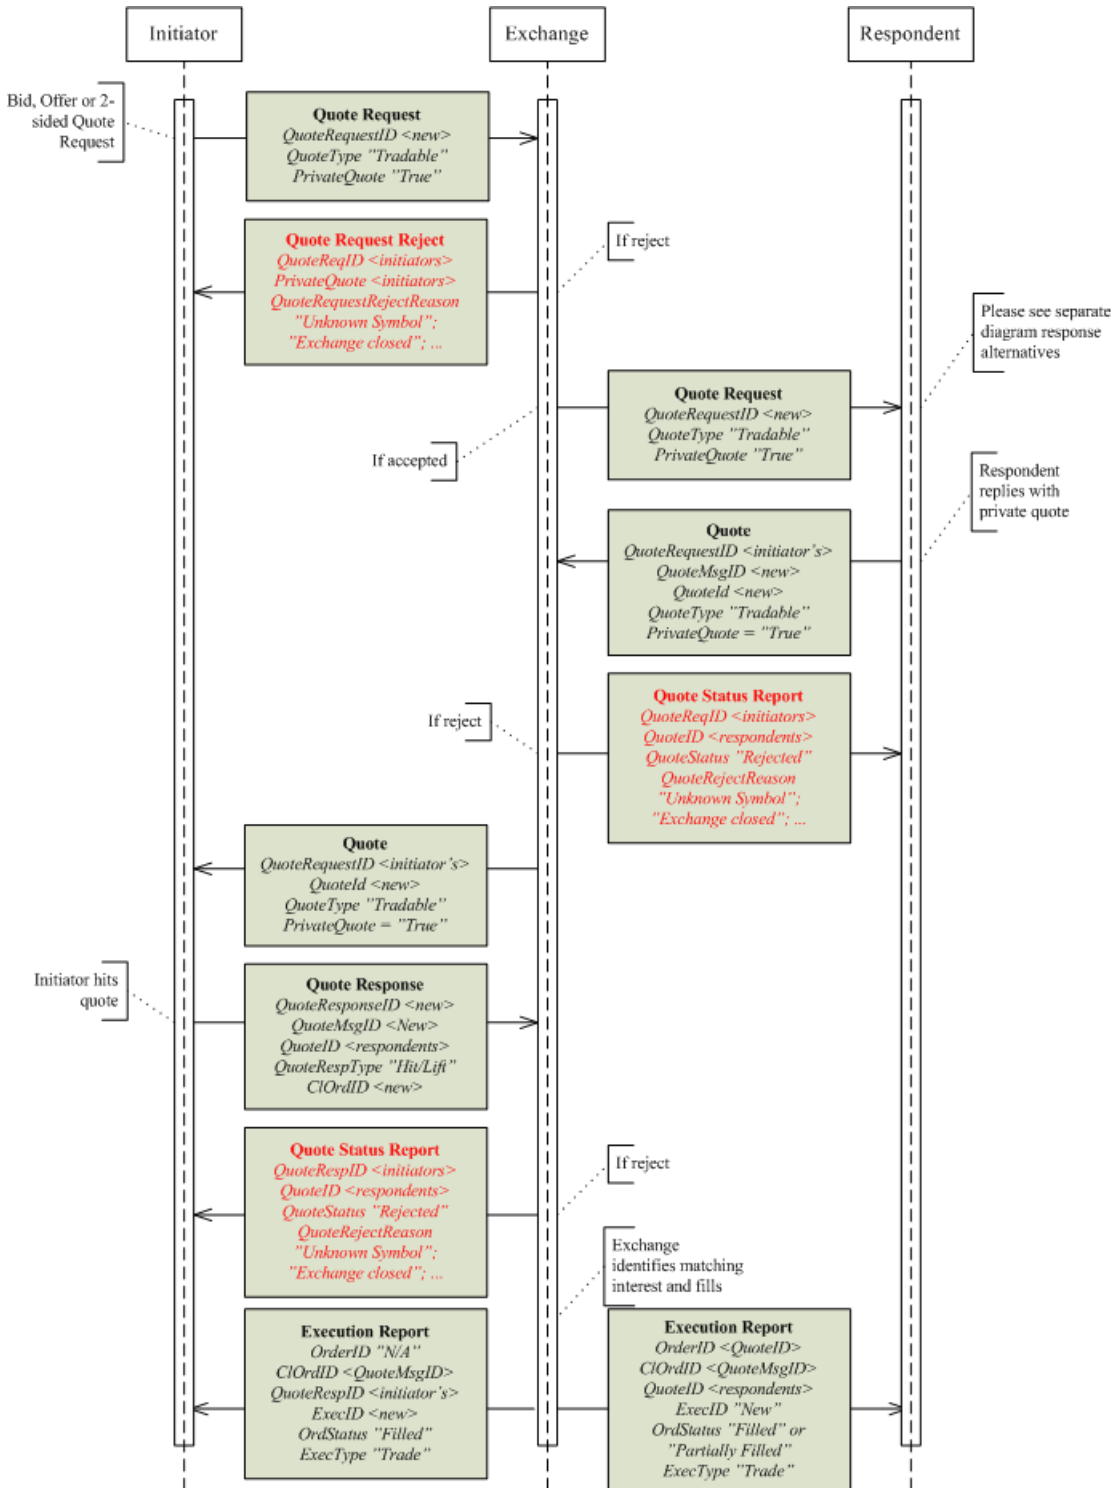 Initiator
Exchange
Respondent
Bid, Offer or 2-
sided Quote
Request
Quote Request
QuoteRequestID <new>
QuoteType "Tradable"
PrivateQuote "True"
Quote Request Reject
QuoteReqID <initiators>
PrivateQuote <initiators>
QuoteRequestRejectReason
"Unknown Symbol";
"Exchange closed"; ...
If reject
Please see separate
diagram response
alternatives
Quote Request
QuoteRequestID <new>
QuoteType "Tradable"
PrivateQuote "True"
If accepted
Respondent
replies with
private quote
Quote
QuoteRequestID <initiator's>
QuoteMsgID <new>
QuoteId <new>
QuoteType "Tradable"
PrivateQuote = "True"
If reject
Quote Status Report
QuoteReqID <initiators>
QuoteID <respondents>
QuoteStatus "Rejected"
QuoteRejectReason
"Unknown Symbol";
"Exchange closed"; ...
Quote
QuoteRequestID <initiator's>
QuoteId <new>
QuoteType "Tradable"
PrivateQuote = "True"
Initiator hits
quote
Quote Response
QuoteResponseID <new>
QuoteMsgID <New>
QuoteID <respondents>
QuoteRespType "Hit/Lift"
ClOrdID <new>
Quote Status Report
QuoteRespID <initiators>
QuoteID <respondents>
QuoteStatus "Rejected"
QuoteRejectReason
"Unknown Symbol";
"Exchange closed"; ...
If reject
Exchange
identifies matching
interest and fills
Execution Report
OrderID "N/A"
ClOrdID <QuoteMsgID>
QuoteRespID <initiator's>
ExecID <new>
OrdStatus "Filled"
ExecType "Trade"
Execution Report
OrderID <QuoteID>
ClOrdID <QuoteMsgID>
QuoteID <respondents>
ExecID "New"
OrdStatus "Filled" or
"Partially Filled"
ExecType "Trade"